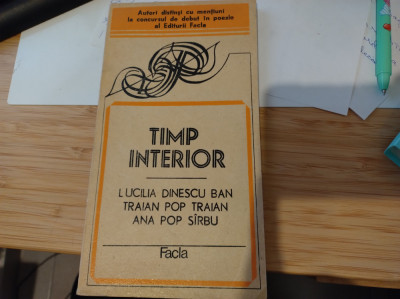 Autori distinși cu mențiuni
la concursul de debut în poezie
al Editurii Facla
TIMP
INTERIOR
LUCILIA DINESCU BAN
TRAIAN POP TRAIAN
ANA POP SÎRBU
Facla